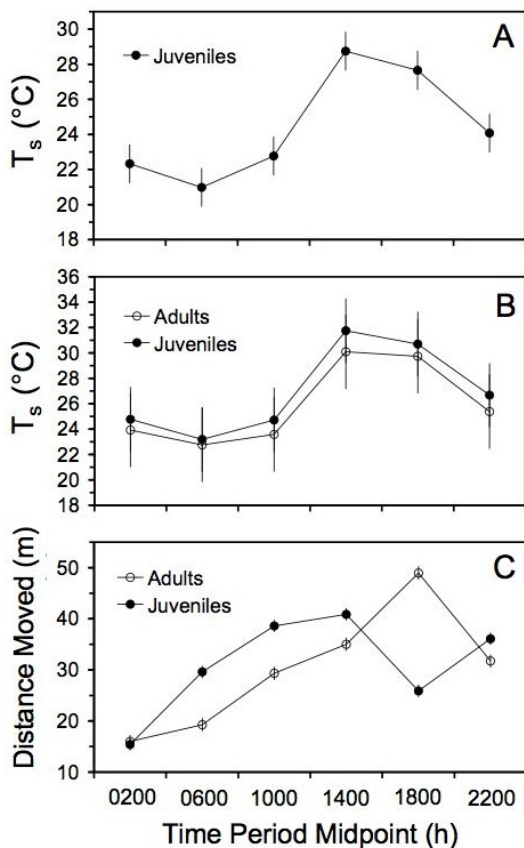 A
Juveniles
Ts (°C)
30
28
26
24
22
20
18
B
Adults
Juveniles
Ts (°C)
36
34
32
30
28
26
24
22
20
18
C
Adults
Juveniles
Distance Moved (m)
50
40
30
20
10
0200 0600 1000 1400 1800 2200
Time Period Midpoint (h)